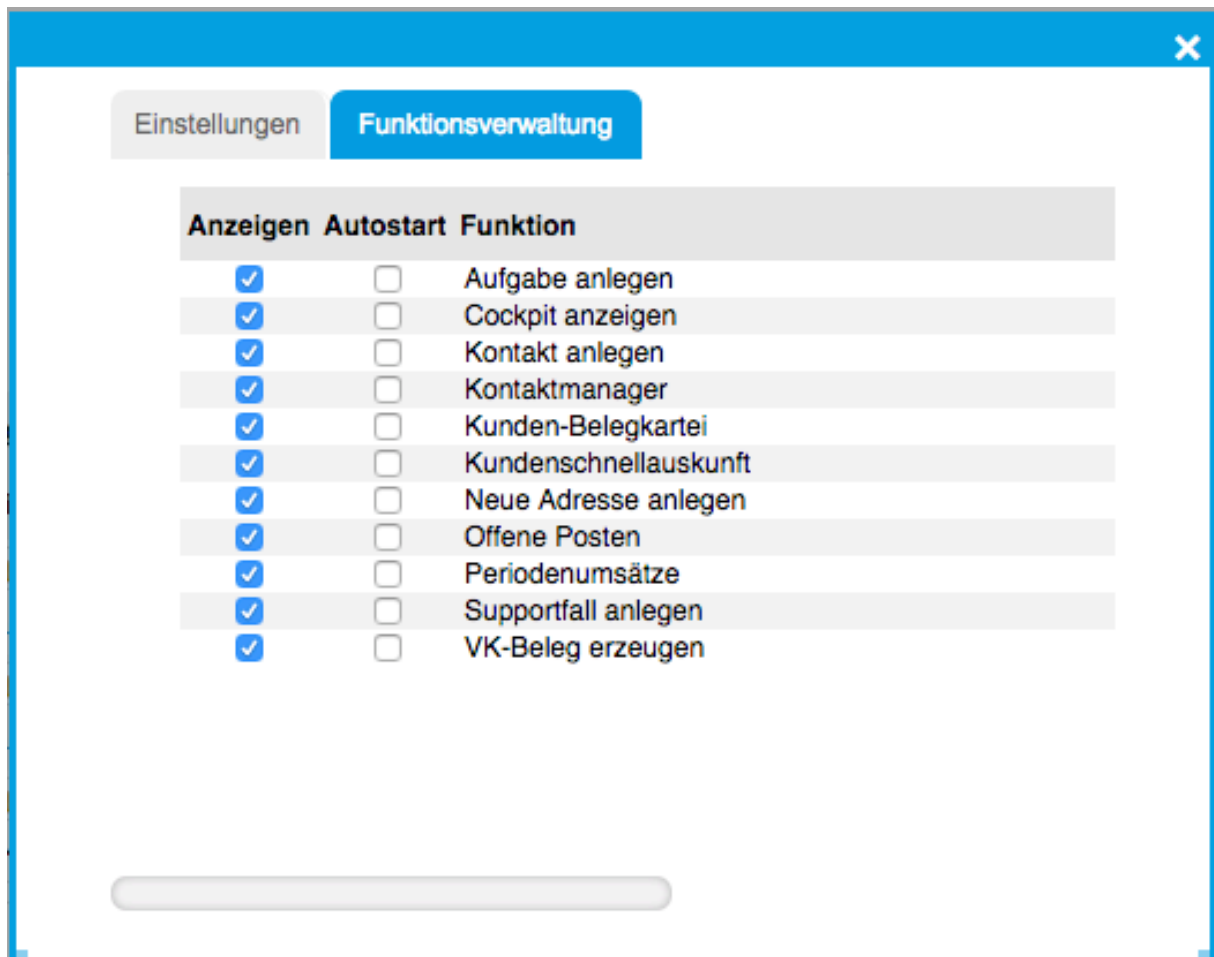 Einstellungen Funktionsverwaltung
Anzeigen Autostart Funktion
Aufgabe anlegen
Cockpit anzeigen
Kontakt anlegen
Kontaktmanager
Kunden-Belegkartei
Kundenschnellauskunft
Neue Adresse anlegen
Offene Posten
Periodenumsätze
Supportfall anlegen
VK-Beleg erzeugen